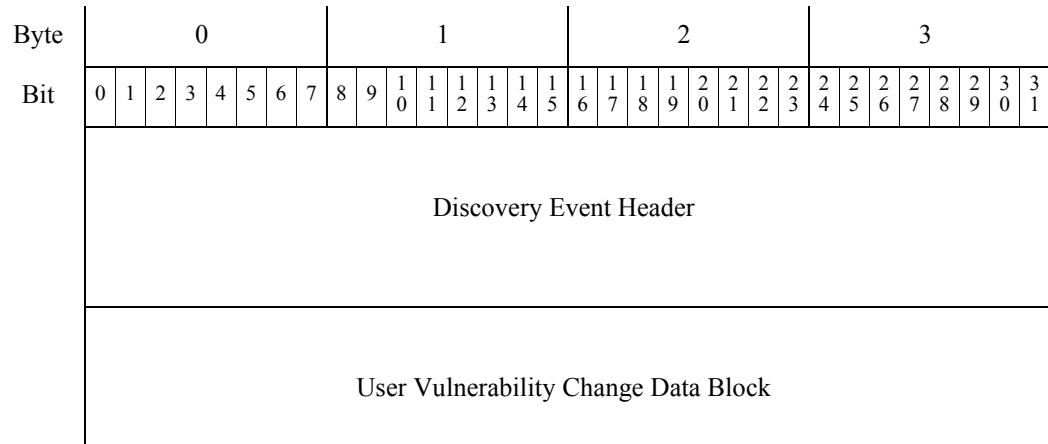 Byte 0 1 2 3
Bit 0 1 2 3 4 5 6 7 8 9 10 11 12 13 14 15 16 17 18 19 20 21 22 23 24 25 26 27 28 29 30 31
Discovery Event Header
User Vulnerability Change Data Block